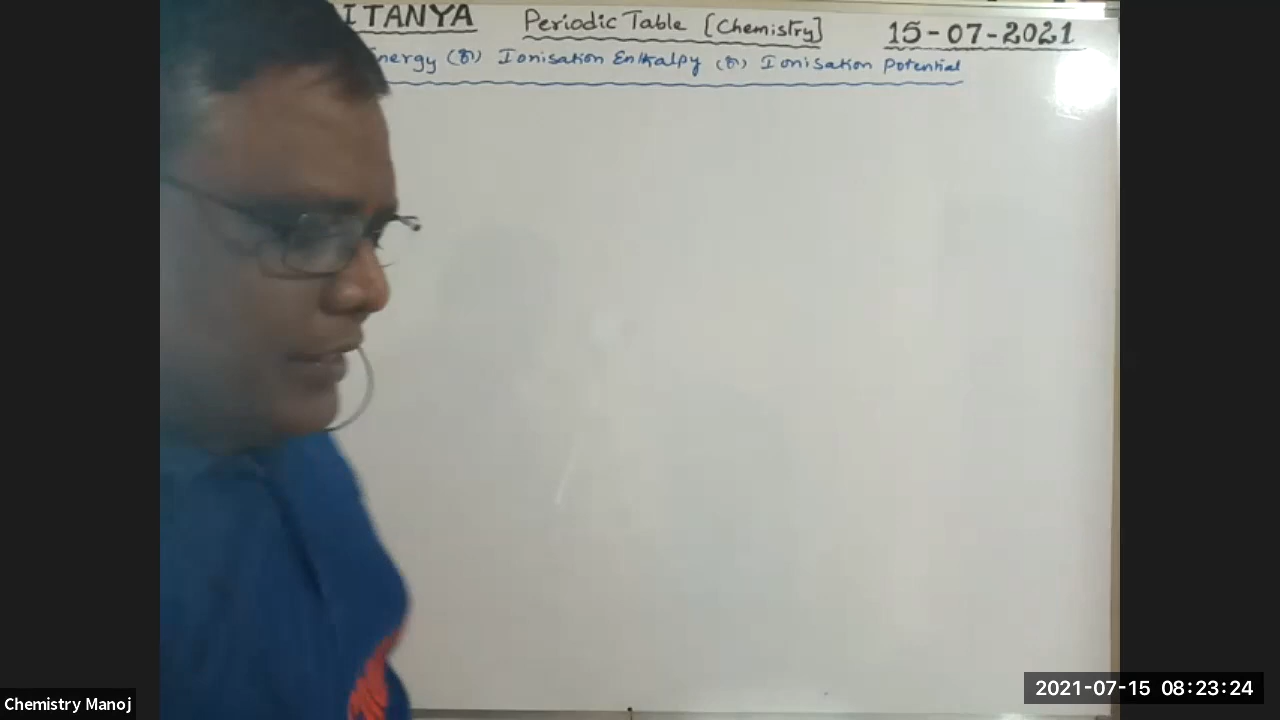 AITANYA Periodic Table [Chemistry] 15-07-2021
nergy (or) Ionisation Enthalpy (or) Ionisation Potential
Chemistry Manoj
2021-07-15 08:23:24